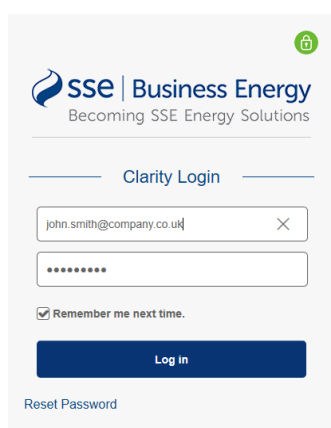 sse | Business Energy
Becoming SSE Energy Solutions
Clarity Login
john.smith@company.co.uk
•••••••••
Remember me next time.
Log in
Reset Password